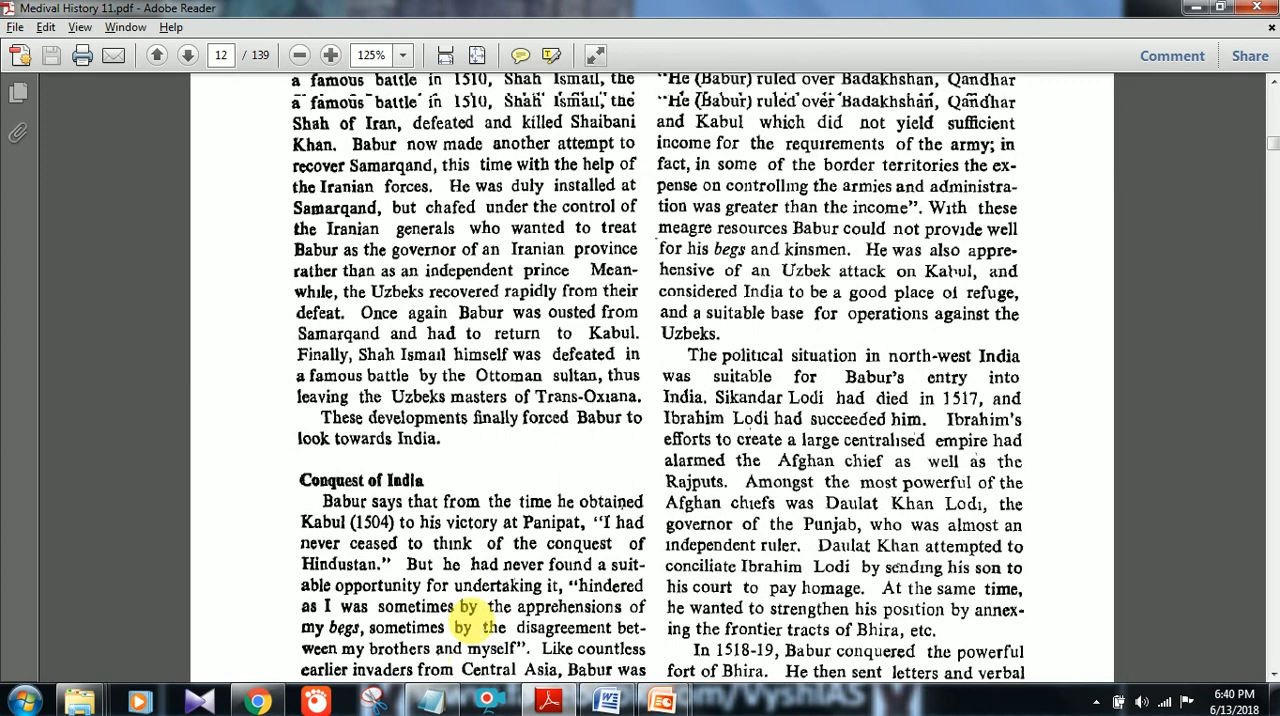 Medival History 11.pdf - Adobe Reader
File Edit View Window Help
12 / 139 125% Comment Share
a famous battle in 1510, Shah Ismail, the
a famous battle in 1510, Shah Ismail, the
Shah of Iran, defeated and killed Shaibani
Khan. Babur now made another attempt to
recover Samarqand, this time with the help of
the Iranian forces. He was duly installed at
Samarqand, but chafed under the control of
the Iranian generals who wanted to treat
Babur as the governor of an Iranian province
rather than as an independent prince Mean-
while, the Uzbeks recovered rapidly from their
defeat. Once again Babur was ousted from
Samarqand and had to return to Kabul.
Finally, Shah Ismail himself was defeated in
a famous battle by the Ottoman sultan, thus
leaving the Uzbeks masters of Trans-Oxiana.
These developments finally forced Babur to
look towards India.
Conquest of India
Babur says that from the time he obtained
Kabul (1504) to his victory at Panipat, "I had
never ceased to think of the conquest of
Hindustan." But he had never found a suit-
able opportunity for undertaking it, "hindered
as I was sometimes by the apprehensions of
my begs, sometimes by the disagreement bet-
ween my brothers and myself". Like countless
earlier invaders from Central Asia, Babur was
"He (Babur) ruled over Badakhshan, Qandhar
"He (Babur) ruled over Badakhshan, Qandhar
and Kabul which did not yield sufficient
income for the requirements of the army; in
fact, in some of the border territories the ex-
pense on controlling the armies and administra-
tion was greater than the income". With these
meagre resources Babur could not provide well
for his begs and kinsmen. He was also appre-
hensive of an Uzbek attack on Kabul, and
considered India to be a good place of refuge,
and a suitable base for operations against the
Uzbeks.
The political situation in north-west India
was suitable for Babur's entry into
India. Sikandar Lodi had died in 1517, and
Ibrahim Lodi had succeeded him. Ibrahim's
efforts to create a large centralised empire had
alarmed the Afghan chief as well as the
Rajputs. Amongst the most powerful of the
Afghan chiefs was Daulat Khan Lodi, the
governor of the Punjab, who was almost an
independent ruler. Daulat Khan attempted to
conciliate Ibrahim Lodi by sending his son to
his court to pay homage. At the same time,
he wanted to strengthen his position by annex-
ing the frontier tracts of Bhira, etc.
In 1518-19, Babur conquered the powerful
fort of Bhira. He then sent letters and verbal
6:40 PM
6/13/2018